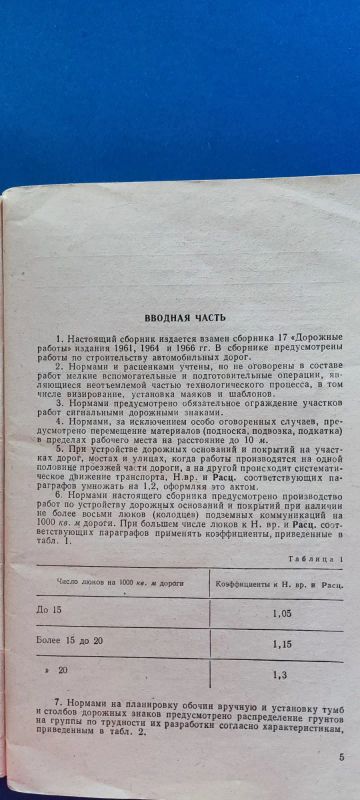 ВВОДНАЯ ЧАСТЬ
1. Настоящий сборник издается взамен сборника 17 «Дорожные
работы» издания 1961, 1964 и 1966 гг. В сборнике предусмотрены
работы по строительству автомобильных дорог.
2. Нормами и расценками учтены, но не оговорены в составе
работ мелкие вспомогательные и подготовительные операции, яв-
ляющиеся неотъемлемой частью технологического процесса, в том
числе визирование, установка маяков и шаблонов.
3. Нормами предусмотрено обязательное ограждение участков
работ сигнальными дорожными знаками.
4. Нормами, за исключением особо оговоренных случаев, пре-
дусмотрено перемещение материалов (подноска, подвозка, подкатка)
в пределах рабочего места на расстояние до 10 м.
5. При устройстве дорожных оснований и покрытий на участ-
ках дорог, мостах и улицах, когда работы производятся на одной
половине проезжей части дороги, а на другой происходит системати-
ческое движение транспорта, Н.вр. и Расц. соответствующих па-
раграфов умножать на 1,2, оформляя это актом.
6. Нормами настоящего сборника предусмотрено производство
работ по устройству дорожных оснований и покрытий при наличии
не более восьми люков (колодцев) подземных коммуникаций на
1000 кв. м дороги. При большем числе люков к Н. вр. и Расц. соот-
ветствующих параграфов применять коэффициенты, приведенные в
табл. 1.
Таблица 1
Число люков на 1000 кв. м дороги Коэффициенты к Н. вр. и Расц.
До 15 1,05
Более 15 до 20 1,15
» 20 1,3
7. Нормами на планировку обочин вручную и установку тумб
и столбов дорожных знаков предусмотрено распределение грунтов
на группы по трудности их разработки согласно характеристикам,
приведенным в табл. 2.
5